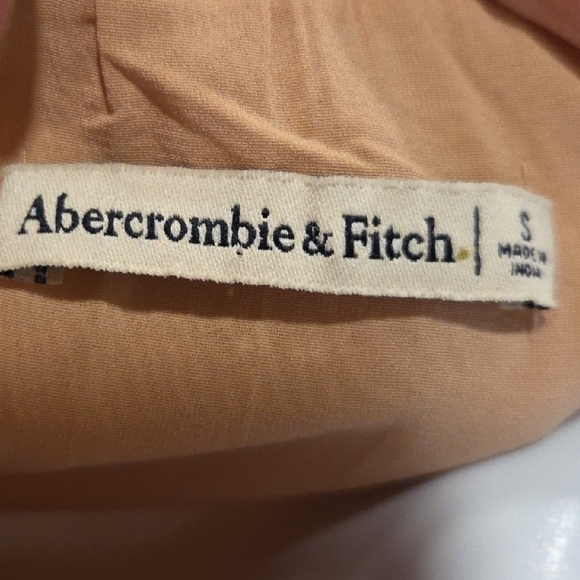 Abercrombie & Fitch
S
MADE IN
INDIA